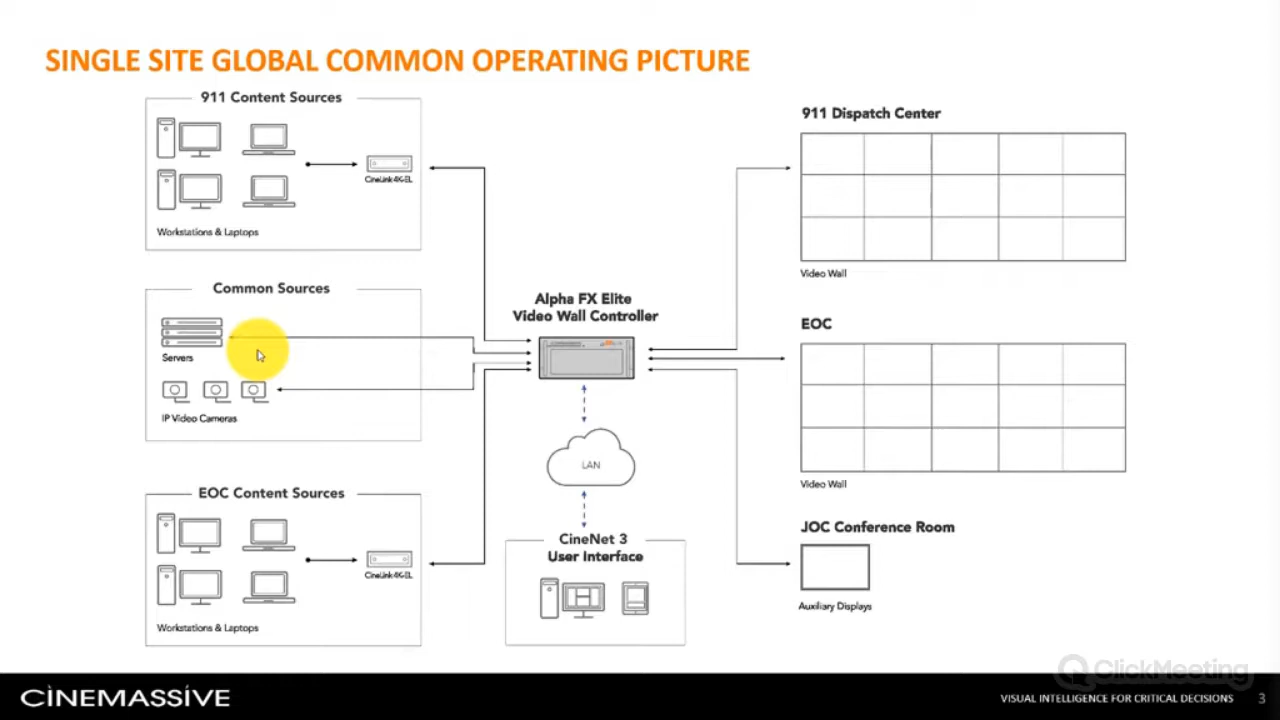 SINGLE SITE GLOBAL COMMON OPERATING PICTURE
911 Content Sources
CineLink 4K-EL
Workstations & Laptops
Common Sources
Servers
IP Video Cameras
EOC Content Sources
CineLink 4K-EL
Workstations & Laptops
Alpha FX Elite
Video Wall Controller
LAN
CineNet 3
User Interface
911 Dispatch Center
Video Wall
EOC
Video Wall
JOC Conference Room
Auxiliary Displays
ClickMeeting
CINEMASSIVE
VISUAL INTELLIGENCE FOR CRITICAL DECISIONS
3